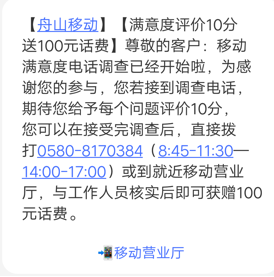 【舟山移动】【满意度评价10分
送100元话费】尊敬的客户：移动
满意度电话调查已经开始啦，为感
谢您的参与，您若接到调查电话，
期待您给予每个问题评价10分，
您可以在接受完调查后，直接拨
打0580-8170384（8:45-11:30—
14:00-17:00）或到就近移动营业
厅，与工作人员核实后即可获赠100
元话费。
📲移动营业厅